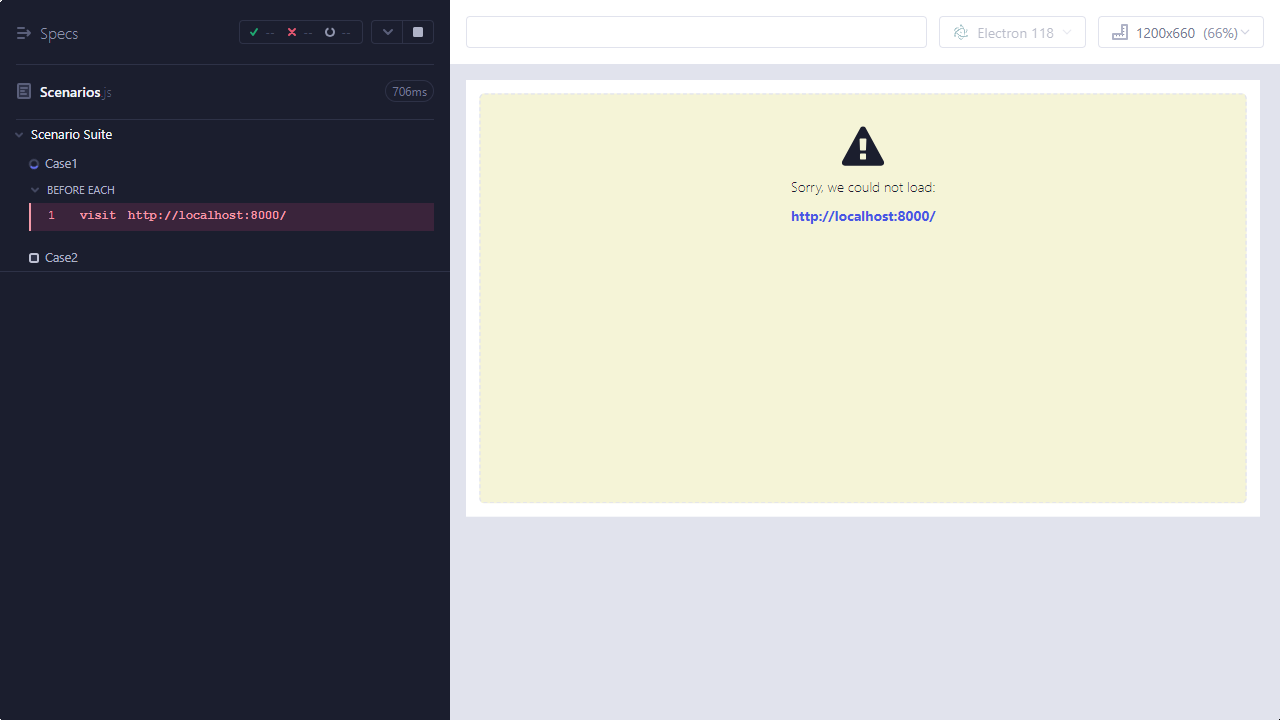 Specs
--
--
--
Scenarios.js
706ms
Scenario Suite
Case1
BEFORE EACH
1 visit http://localhost:8000/
Case2
Electron 118
1200x660 (66%)
Sorry, we could not load:
http://localhost:8000/